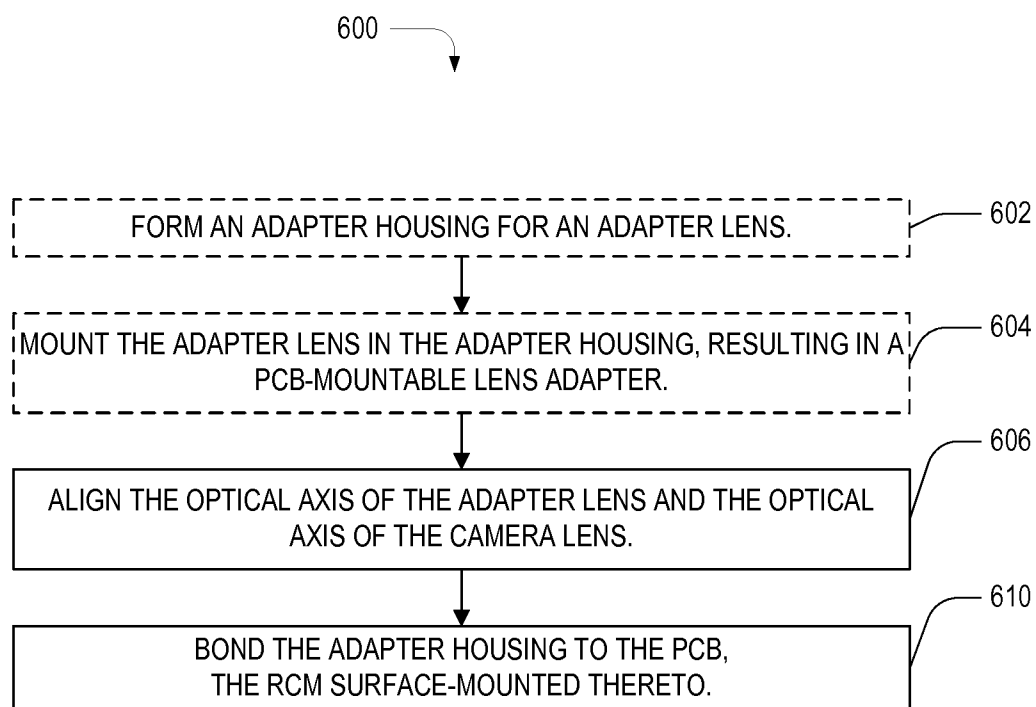 600
FORM AN ADAPTER HOUSING FOR AN ADAPTER LENS.
602
MOUNT THE ADAPTER LENS IN THE ADAPTER HOUSING, RESULTING IN A
PCB-MOUNTABLE LENS ADAPTER.
604
ALIGN THE OPTICAL AXIS OF THE ADAPTER LENS AND THE OPTICAL
AXIS OF THE CAMERA LENS.
606
BOND THE ADAPTER HOUSING TO THE PCB,
THE RCM SURFACE-MOUNTED THERETO.
610